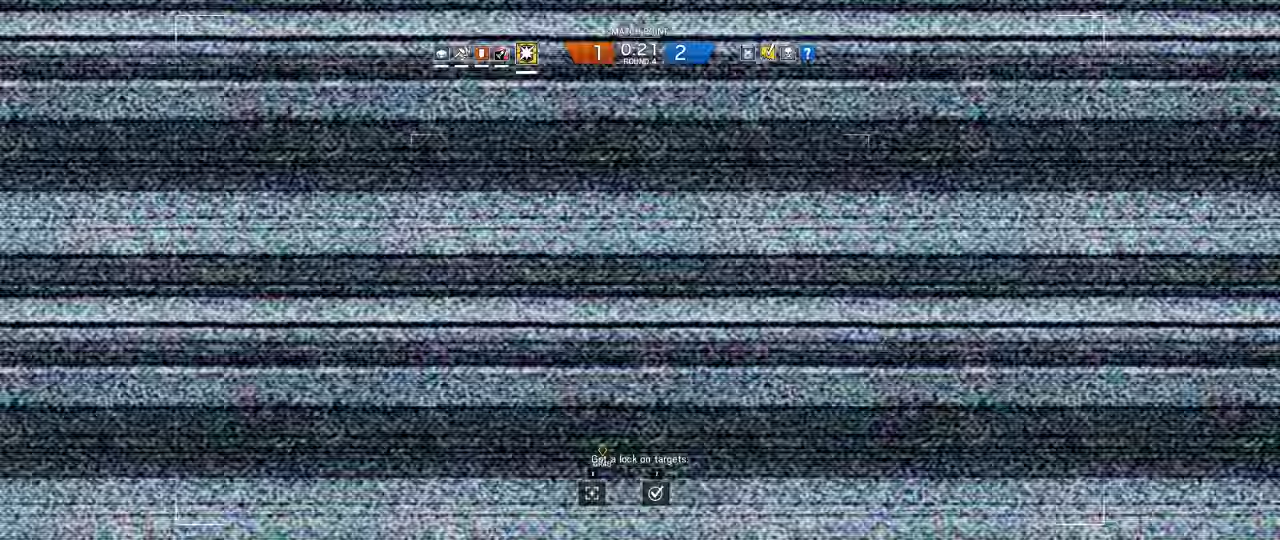 MATCH POINT
1 0:21 2
ROUND 4
?
Get a lock on targets.